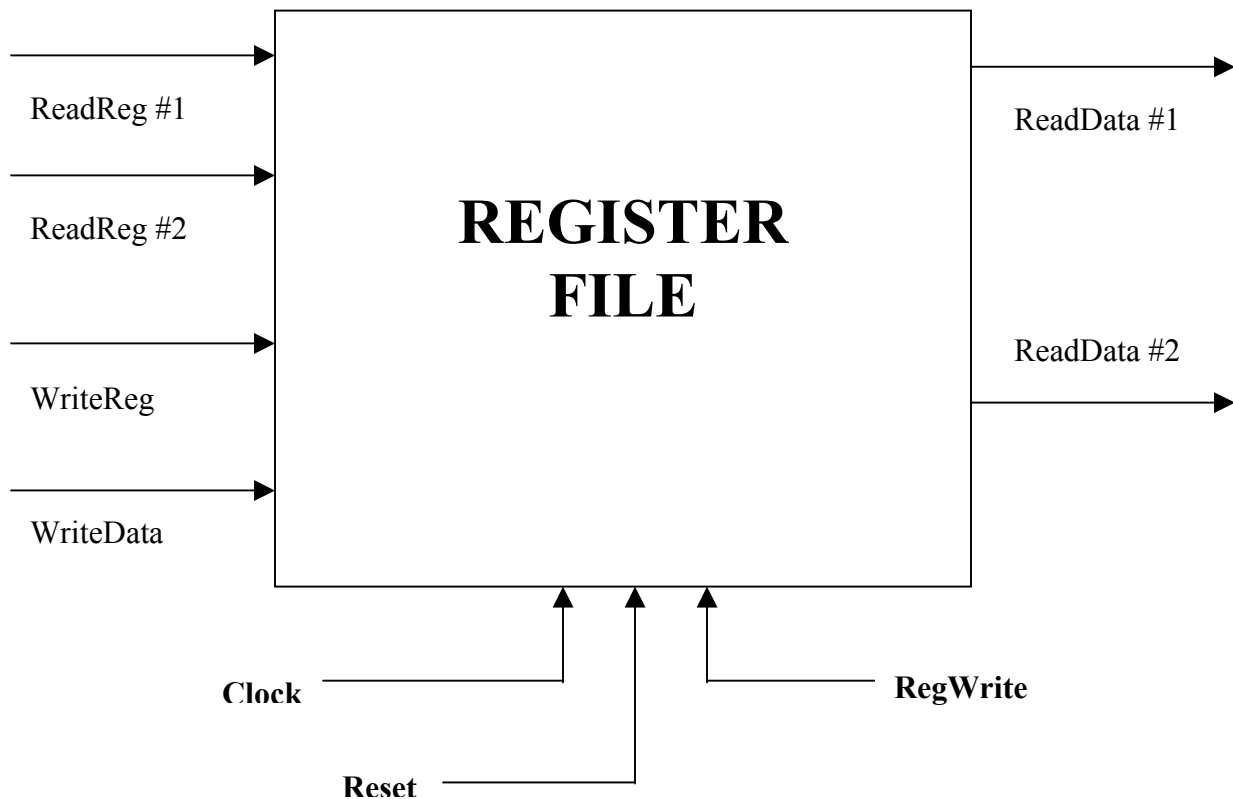 ReadReg #1
ReadData #1
ReadReg #2
REGISTER
FILE
ReadData #2
WriteReg
WriteData
Clock
RegWrite
Reset